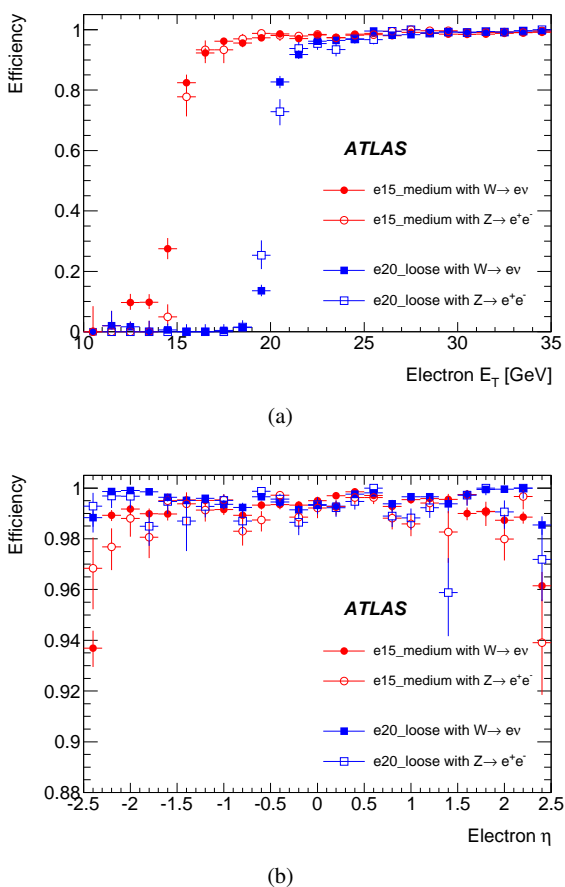 Efficiency
1
0.8
0.6
0.4
0.2
0
ATLAS
e15_medium with W→ eν
e15_medium with Z→ e⁺e⁻
e20_loose with W→ eν
e20_loose with Z→ e⁺e⁻
10 15 20 25 30 35
Electron E_T [GeV]
(a)
Efficiency
1
0.98
0.96
0.94
0.92
0.9
0.88
ATLAS
e15_medium with W→ eν
e15_medium with Z→ e⁺e⁻
e20_loose with W→ eν
e20_loose with Z→ e⁺e⁻
-2.5 -2 -1.5 -1 -0.5 0 0.5 1 1.5 2 2.5
Electron η
(b)